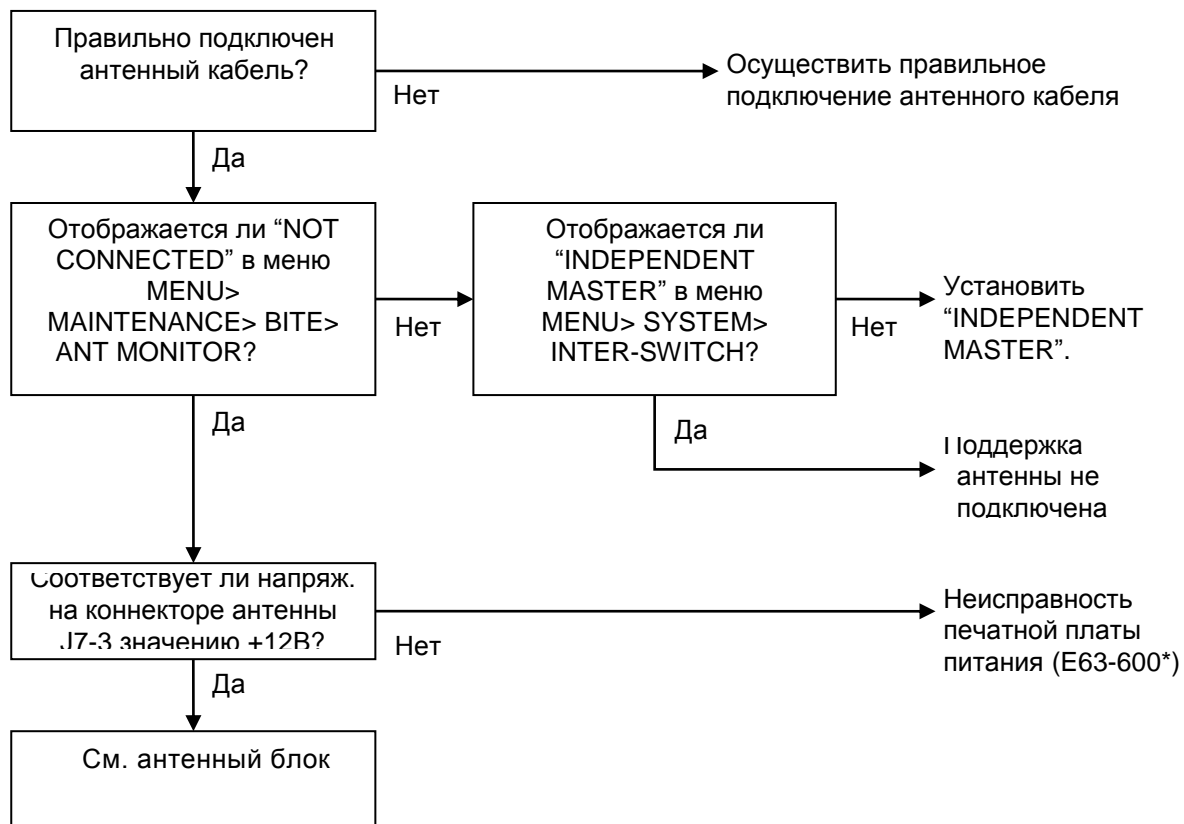 Правильно подключен
антенный кабель?
Нет
Осуществить правильное
подключение антенного кабеля
Да
Отображается ли “NOT
CONNECTED” в меню
MENU>
MAINTENANCE> BITE>
ANT MONITOR?
Нет
Отображается ли
“INDEPENDENT
MASTER” в меню
MENU> SYSTEM>
INTER-SWITCH?
Нет
Установить
“INDEPENDENT
MASTER”.
Да
Да
Поддержка
антенны не
подключена
Соответствует ли напряж.
на коннекторе антенны
J7-3 значению +12В?
Нет
Неисправность
печатной платы
питания (E63-600*)
Да
См. антенный блок